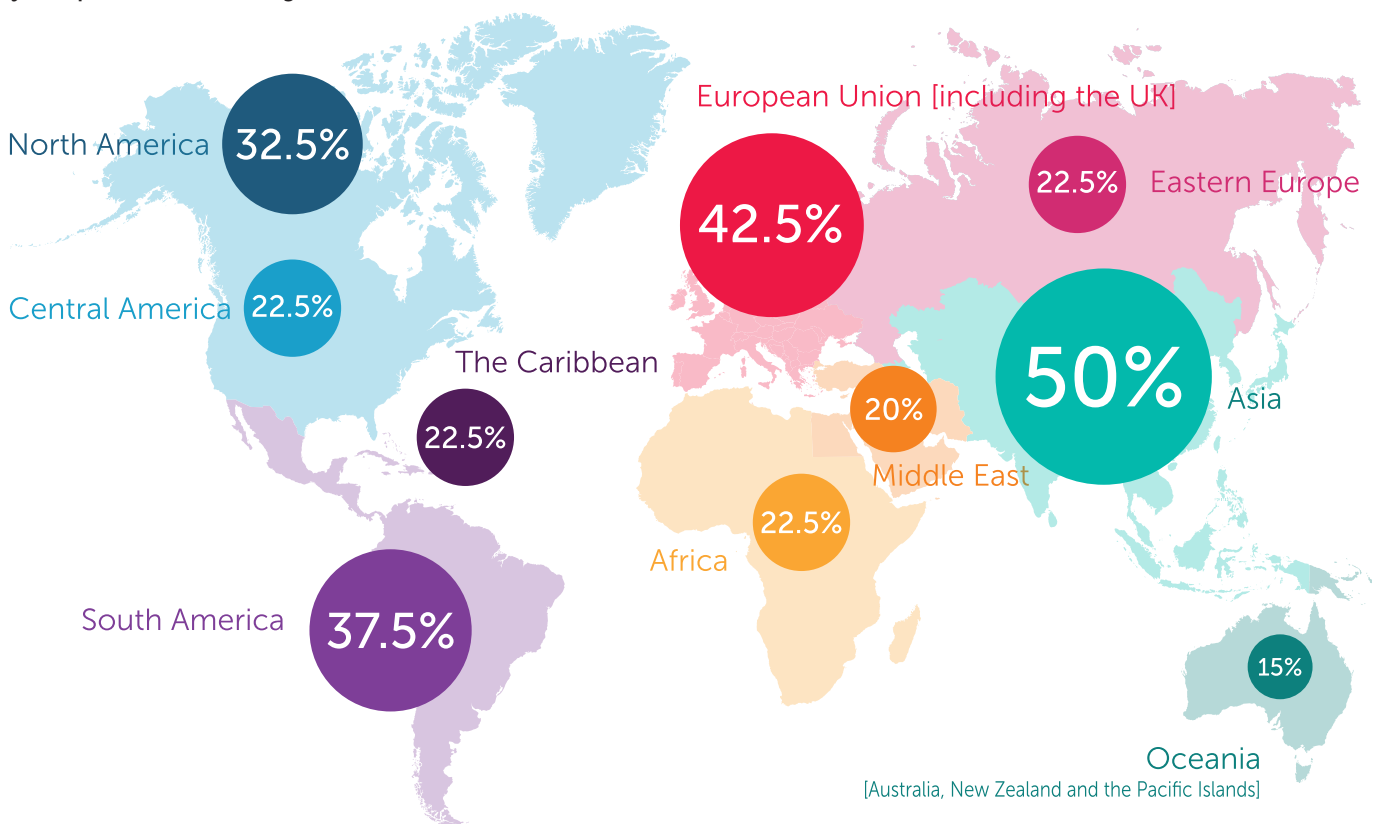 North America
32.5%
European Union [including the UK]
42.5%
22.5%
Eastern Europe
Central America
22.5%
The Caribbean
22.5%
50%
Asia
20%
Middle East
22.5%
Africa
South America
37.5%
15%
Oceania
[Australia, New Zealand and the Pacific Islands]